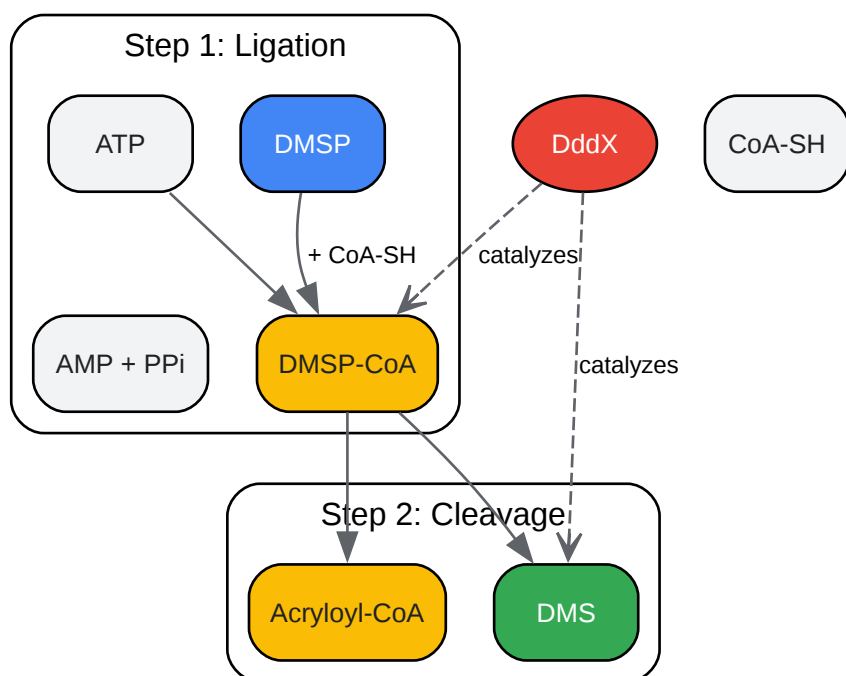 Step 1: Ligation
ATP
DMSP
DddX
CoA-SH
+ CoA-SH
catalyzes
AMP + PPi
DMSP-CoA
catalyzes
Step 2: Cleavage
Acryloyl-CoA
DMS